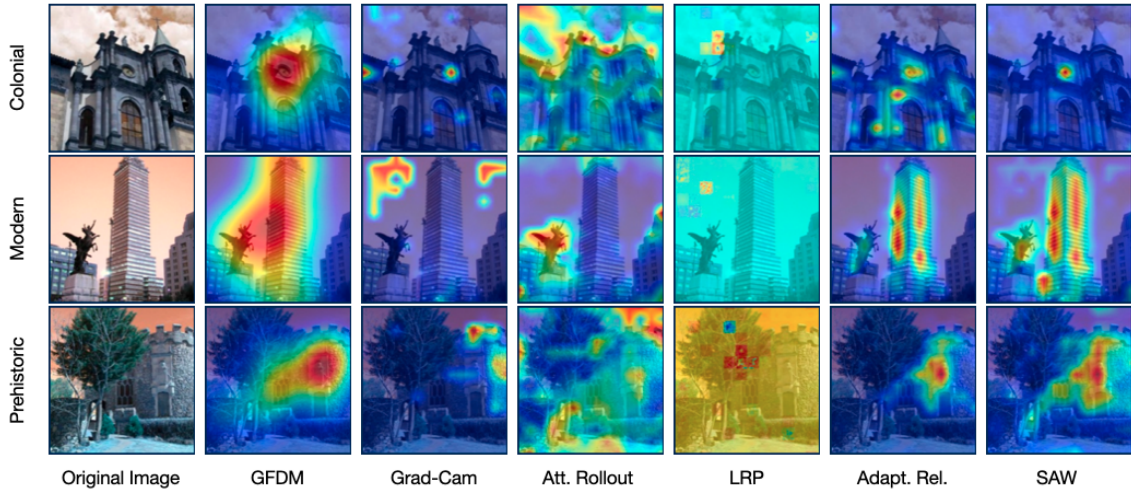 Colonial
Modern
Prehistoric
Original Image GFDM Grad-Cam Att. Rollout LRP Adapt. Rel. SAW